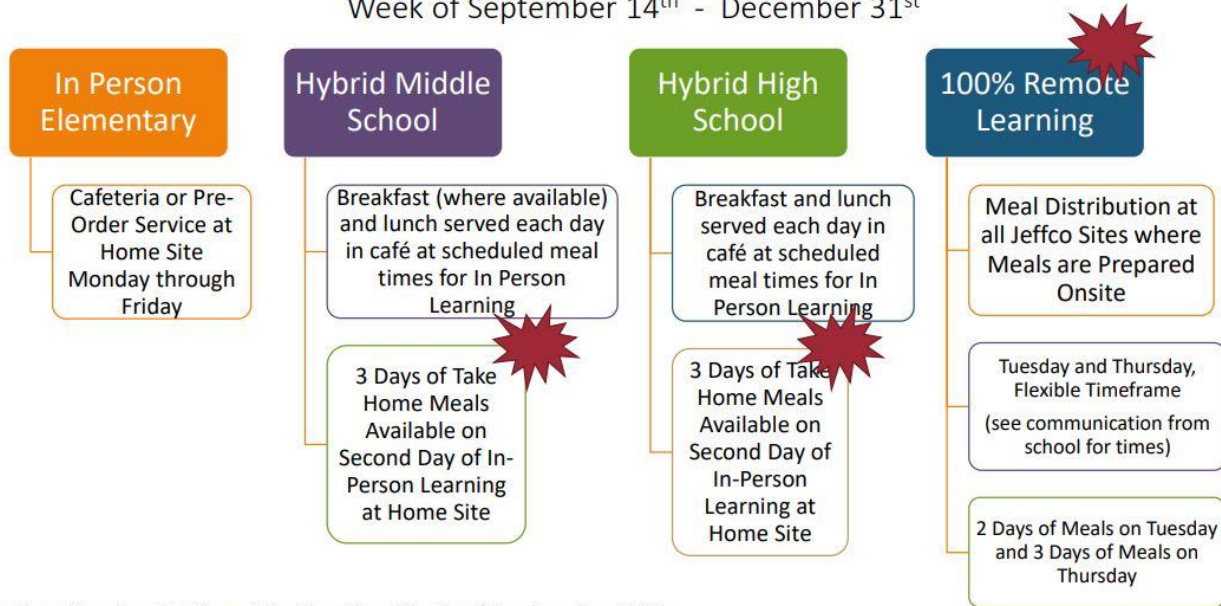 Week of September 14th - December 31st
In Person
Elementary
Cafeteria or Pre-
Order Service at
Home Site
Monday through
Friday
Hybrid Middle
School
Breakfast (where available)
and lunch served each day
in café at scheduled meal
times for In Person
Learning
3 Days of Take
Home Meals
Available on
Second Day of In-
Person Learning
at Home Site
Hybrid High
School
Breakfast and lunch
served each day in
café at scheduled
meal times for In
Person Learning
3 Days of Take
Home Meals
Available on
Second Day of
In-Person
Learning at
Home Site
100% Remote
Learning
Meal Distribution at
all Jeffco Sites where
Meals are Prepared
Onsite
Tuesday and Thursday,
Flexible Timeframe
(see communication from
school for times)
2 Days of Meals on Tuesday
and 3 Days of Meals on
Thursday